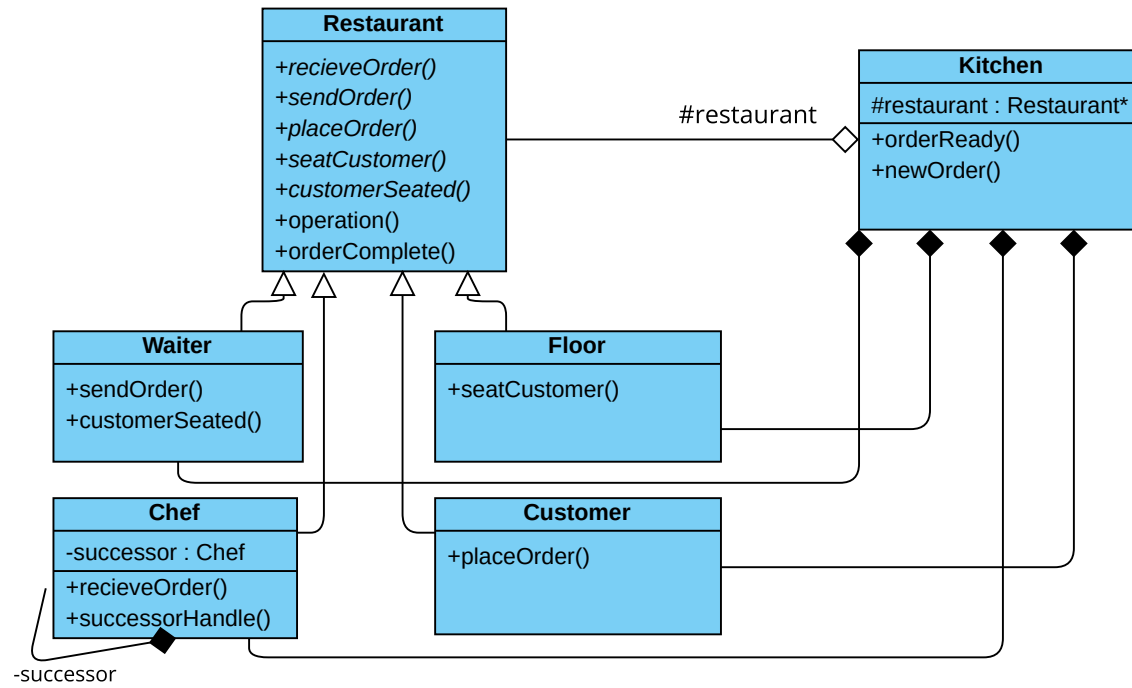 Restaurant
+recieveOrder()
+sendOrder()
+placeOrder()
+seatCustomer()
+customerSeated()
+operation()
+orderComplete()
#restaurant
Kitchen
#restaurant : Restaurant*
+orderReady()
+newOrder()
Waiter
+sendOrder()
+customerSeated()
Floor
+seatCustomer()
Chef
-successor : Chef
+recieveOrder()
+successorHandle()
-successor
Customer
+placeOrder()